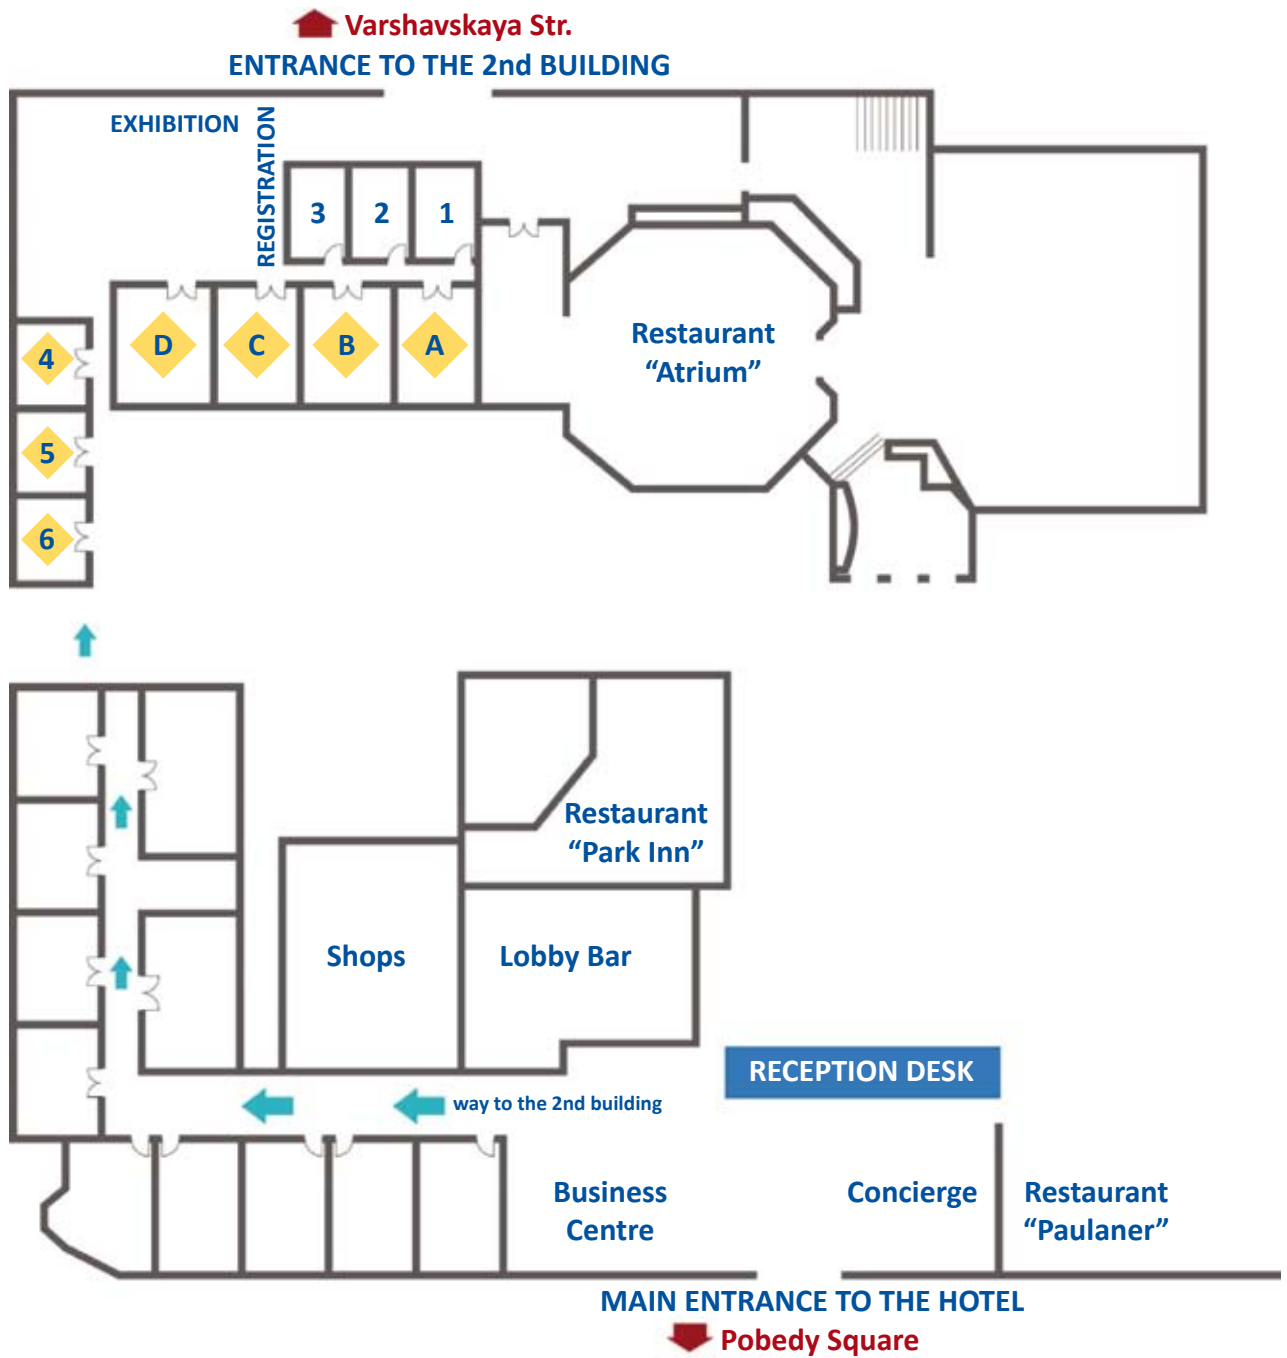 Varshavskaya Str.
ENTRANCE TO THE 2nd BUILDING
EXHIBITION
REGISTRATION
3
2
1
D
C
B
A
4
5
6
Restaurant
“Atrium”
Restaurant
“Park Inn”
Shops
Lobby Bar
RECEPTION DESK
way to the 2nd building
Business
Centre
Concierge
Restaurant
“Paulaner”
MAIN ENTRANCE TO THE HOTEL
Pobedy Square